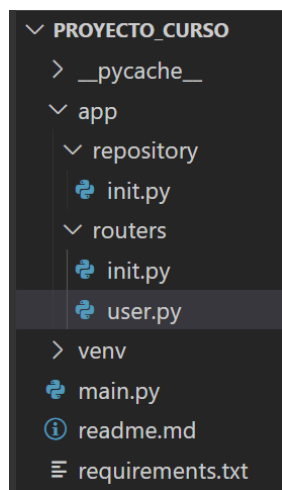 PROYECTO_CURSO
__pycache__
app
repository
init.py
routers
init.py
user.py
venv
main.py
readme.md
requirements.txt